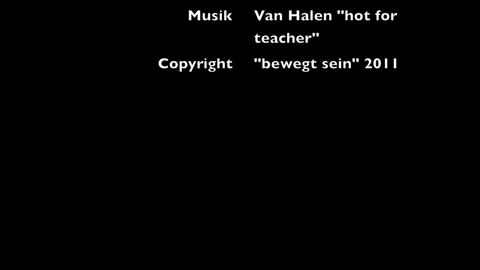 Musik Van Halen "hot for
teacher"
Copyright "bewegt sein" 2011